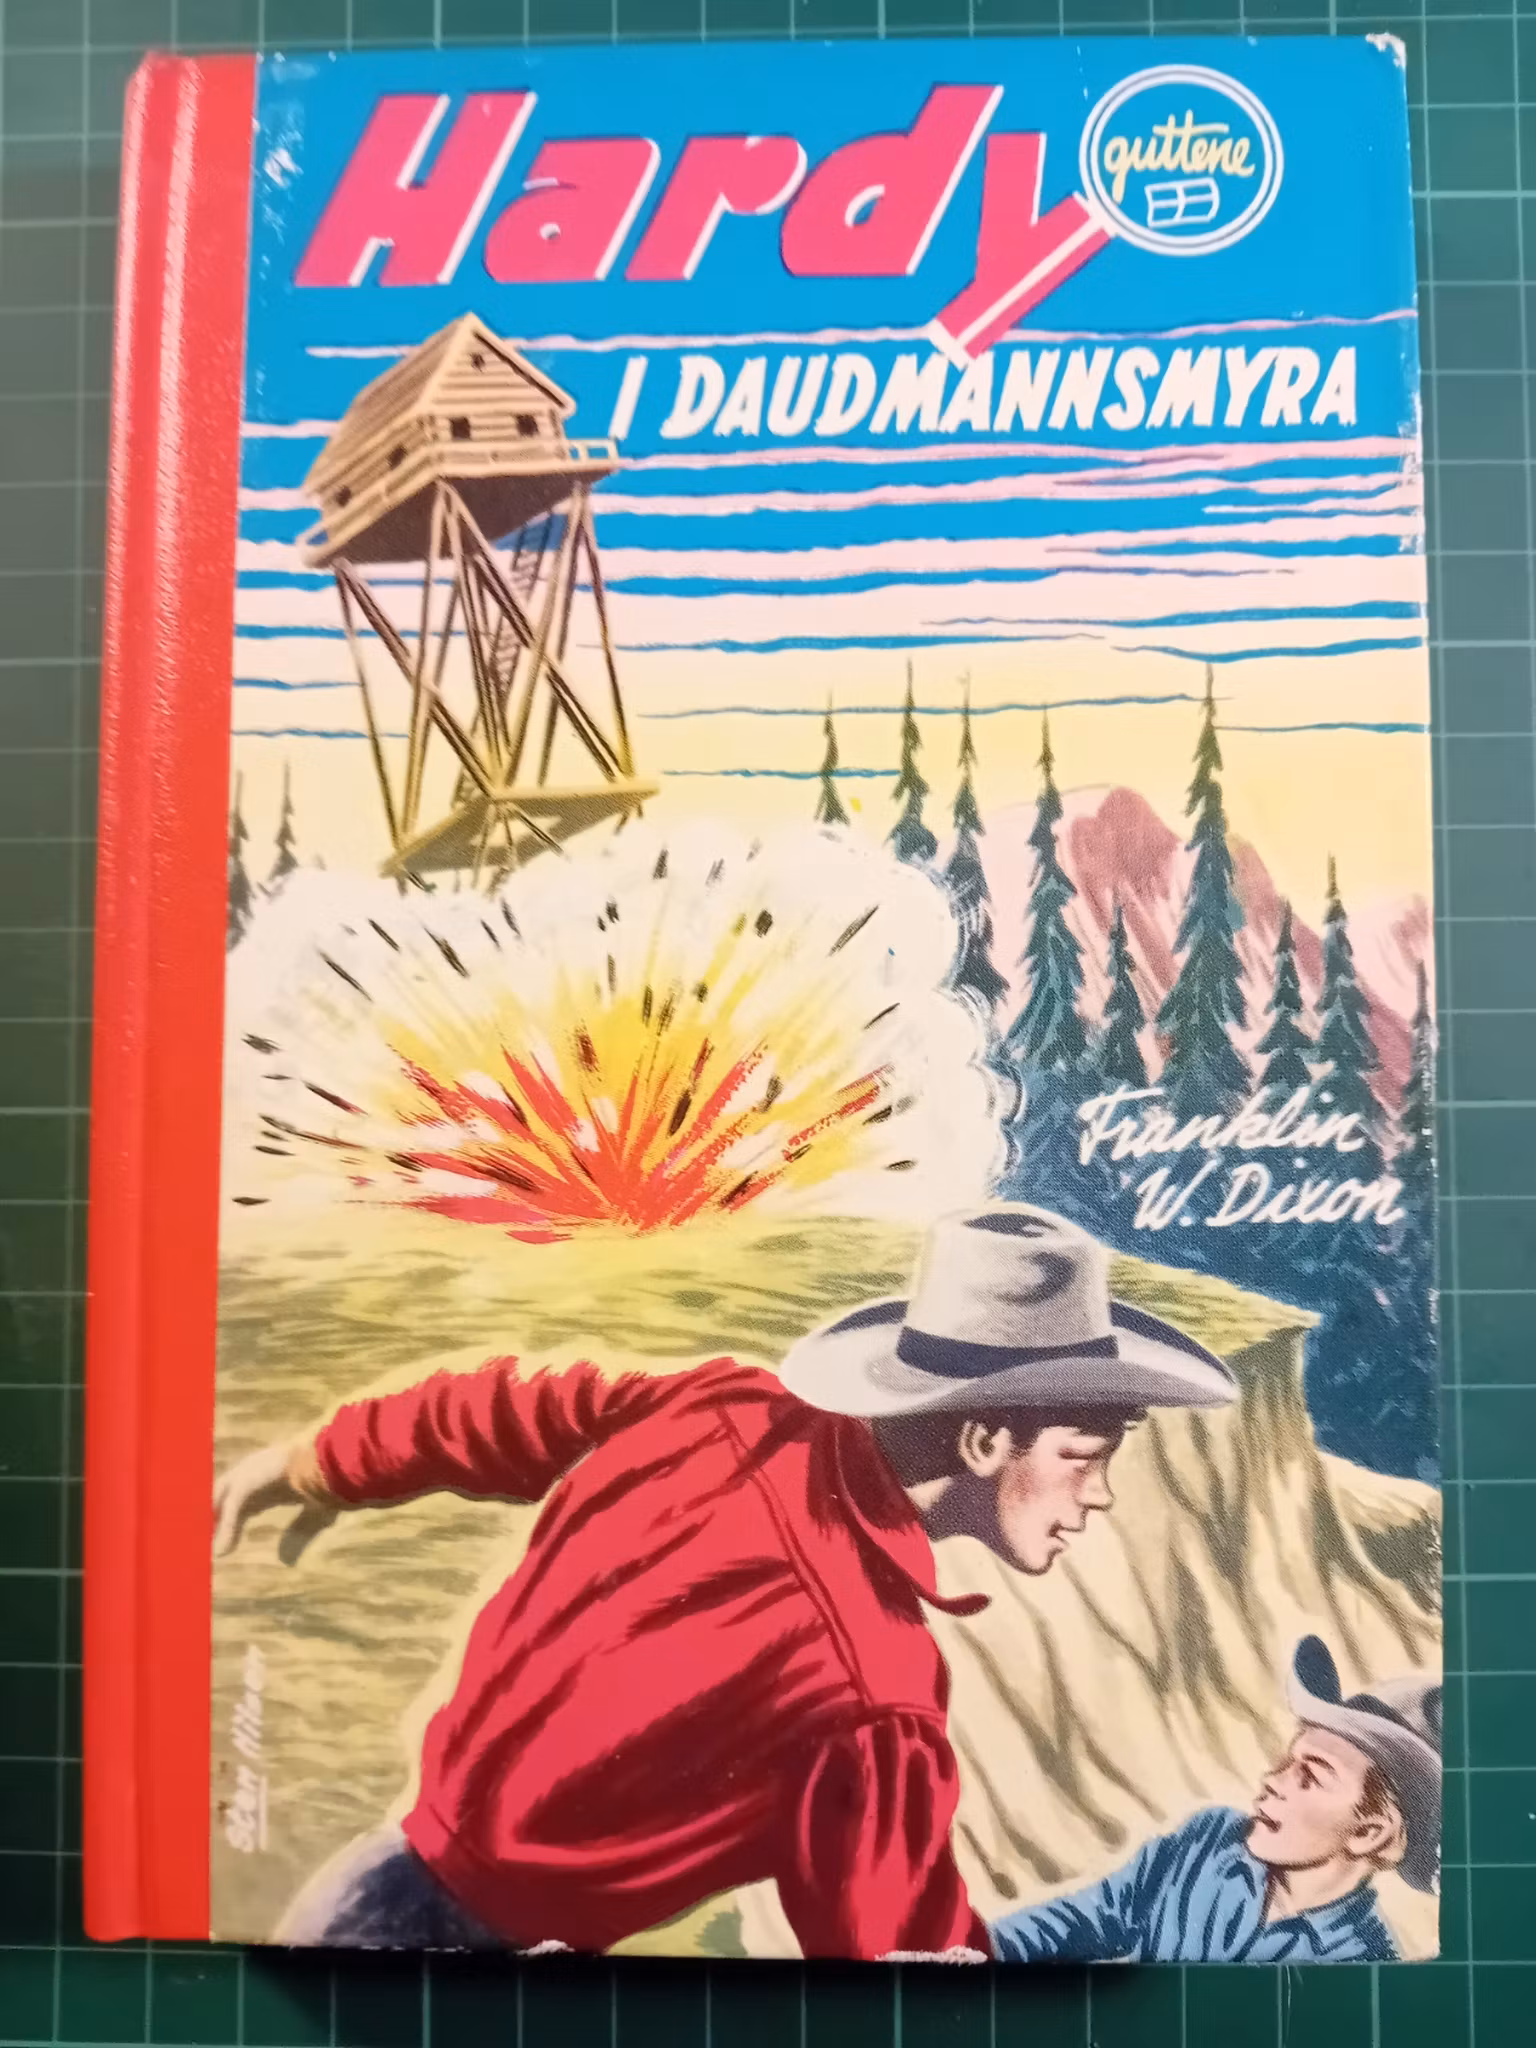 Hardy
guttene
I DAUDMANNSMYRA
Franklin
W. Dixon